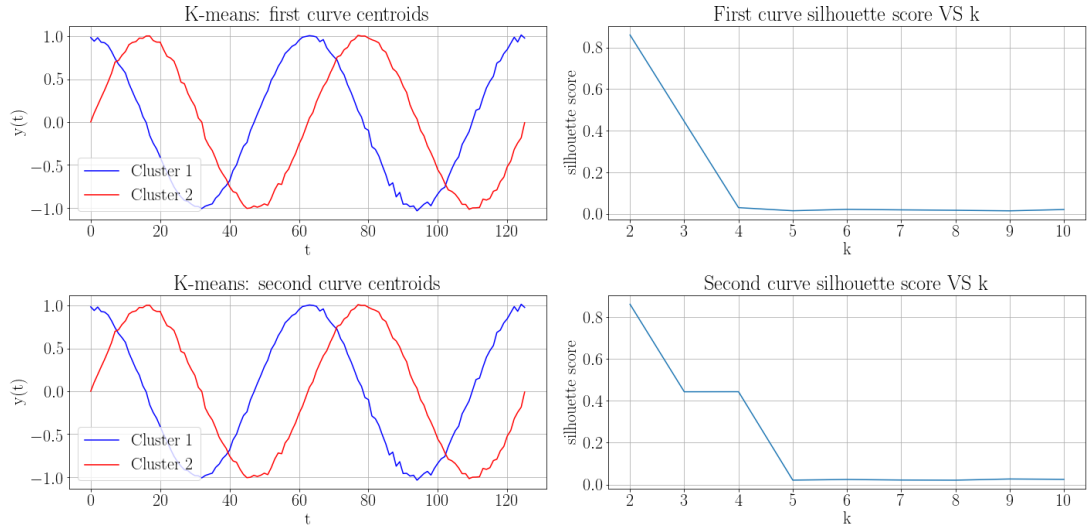 K-means: first curve centroids
y(t)
1.0
0.5
0.0
−0.5
−1.0
Cluster 1
Cluster 2
0 20 40 60 80 100 120
t
First curve silhouette score VS k
silhouette score
0.8
0.6
0.4
0.2
0.0
2 3 4 5 6 7 8 9 10
k
K-means: second curve centroids
y(t)
1.0
0.5
0.0
−0.5
−1.0
Cluster 1
Cluster 2
0 20 40 60 80 100 120
t
Second curve silhouette score VS k
silhouette score
0.8
0.6
0.4
0.2
0.0
2 3 4 5 6 7 8 9 10
k